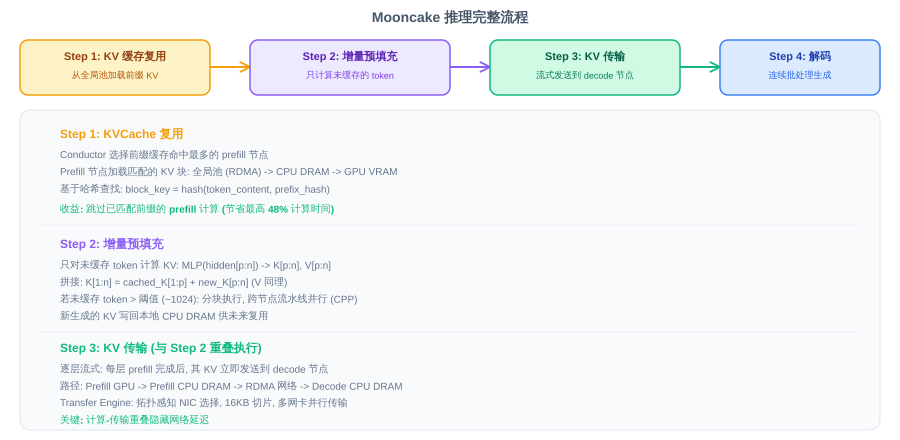 Mooncake 推理完整流程
Step 1: KV 缓存复用
从全局池加载前缀 KV
Step 2: 增量预填充
只计算未缓存的 token
Step 3: KV 传输
流式发送到 decode 节点
Step 4: 解码
连续批处理生成
Step 1: KVCache 复用
Conductor 选择前缀缓存命中最多的 prefill 节点
Prefill 节点加载匹配的 KV 块: 全局池 (RDMA) -> CPU DRAM -> GPU VRAM
基于哈希查找: block_key = hash(token_content, prefix_hash)
收益: 跳过已匹配前缀的 prefill 计算 (节省最高 48% 计算时间)
Step 2: 增量预填充
只对未缓存 token 计算 KV: MLP(hidden[p:n]) -> K[p:n], V[p:n]
拼接: K[1:n] = cached_K[1:p] + new_K[p:n] (V 同理)
若未缓存 token > 阈值 (~1024): 分块执行, 跨节点流水线并行 (CPP)
新生成的 KV 写回本地 CPU DRAM 供未来复用
Step 3: KV 传输 (与 Step 2 重叠执行)
逐层流式: 每层 prefill 完成后, 其 KV 立即发送到 decode 节点
路径: Prefill GPU -> Prefill CPU DRAM -> RDMA 网络 -> Decode CPU DRAM
Transfer Engine: 拓扑感知 NIC 选择, 16KB 切片, 多网卡并行传输
关键: 计算-传输重叠隐藏网络延迟